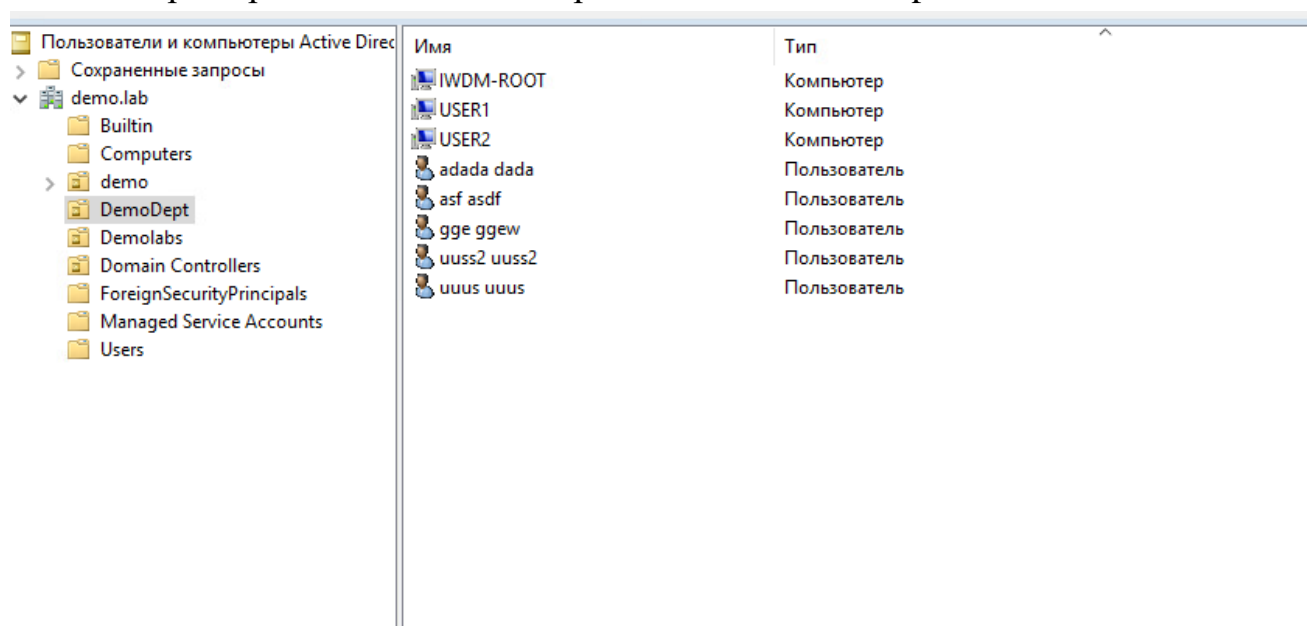 Пользователи и компьютеры Active Direc
Сохраненные запросы
demo.lab
Builtin
Computers
demo
DemoDept
Demolabs
Domain Controllers
ForeignSecurityPrincipals
Managed Service Accounts
Users
Имя Тип
IWDM-ROOT Компьютер
USER1 Компьютер
USER2 Компьютер
adada dada Пользователь
asf asdf Пользователь
gge ggew Пользователь
uuss2 uuss2 Пользователь
uuus uuus Пользователь